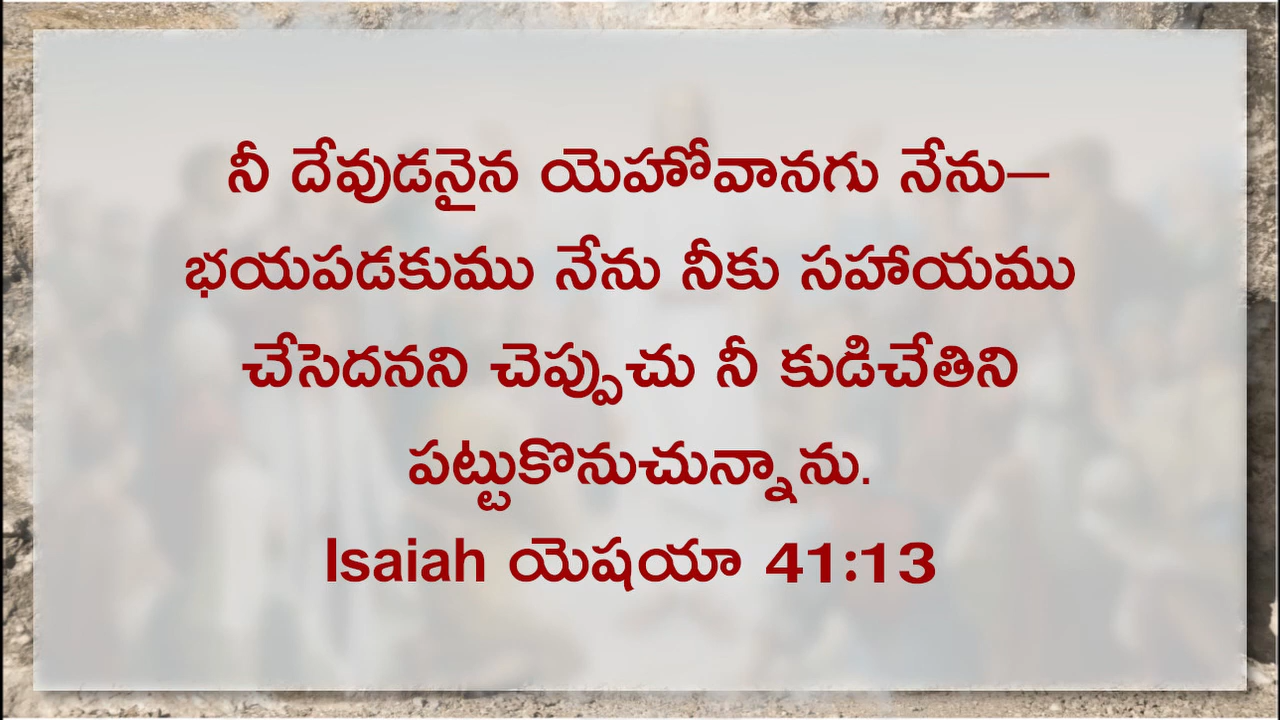 నీ దేవుడనైన యెహోవానగు నేను—
భయపడకుము నేను నీకు సహాయము
చేసెదనని చెప్పుచు నీ కుడిచేతిని
పట్టుకొనుచున్నాను.
Isaiah యెషయా 41:13